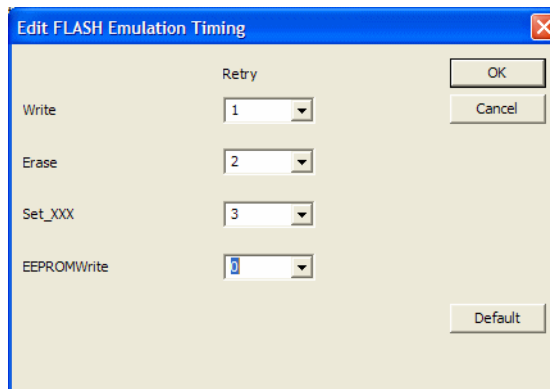 Edit FLASH Emulation Timing
Retry
OK
Write
1
Cancel
Erase
2
Set_XXX
3
EEPROMWrite
0
Default